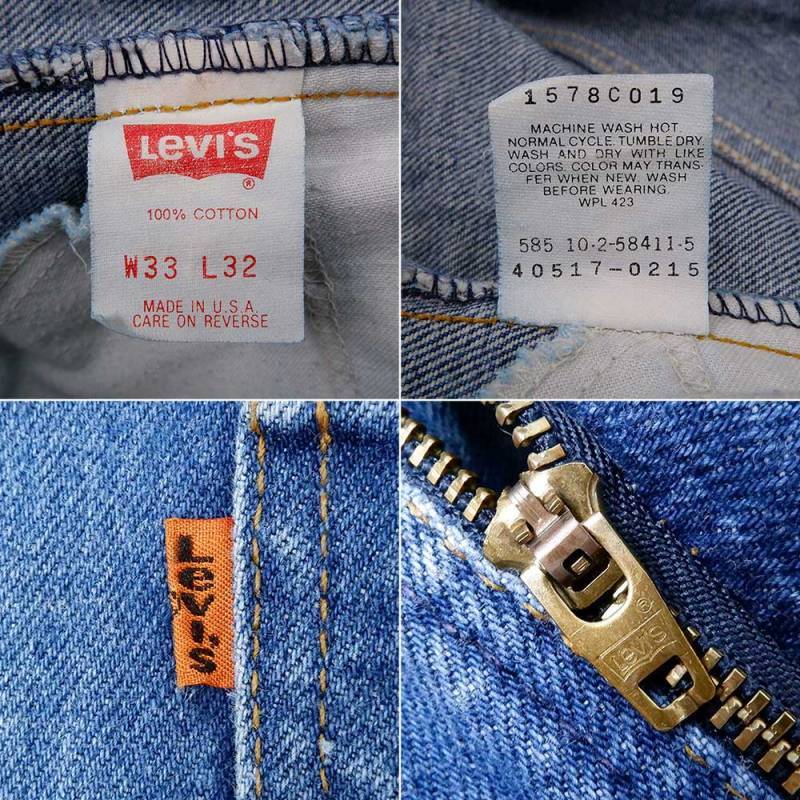 Levi's
®
100% COTTON
W33 L32
MADE IN U.S.A.
CARE ON REVERSE
1578C019
MACHINE WASH HOT.
NORMAL CYCLE. TUMBLE DRY.
WASH AND DRY WITH LIKE
COLORS. COLOR MAY TRANS-
FER WHEN NEW. WASH
BEFORE WEARING.
WPL 423
585 10-2-58411-5
40517-0215
Levi's
®
LEVI'S